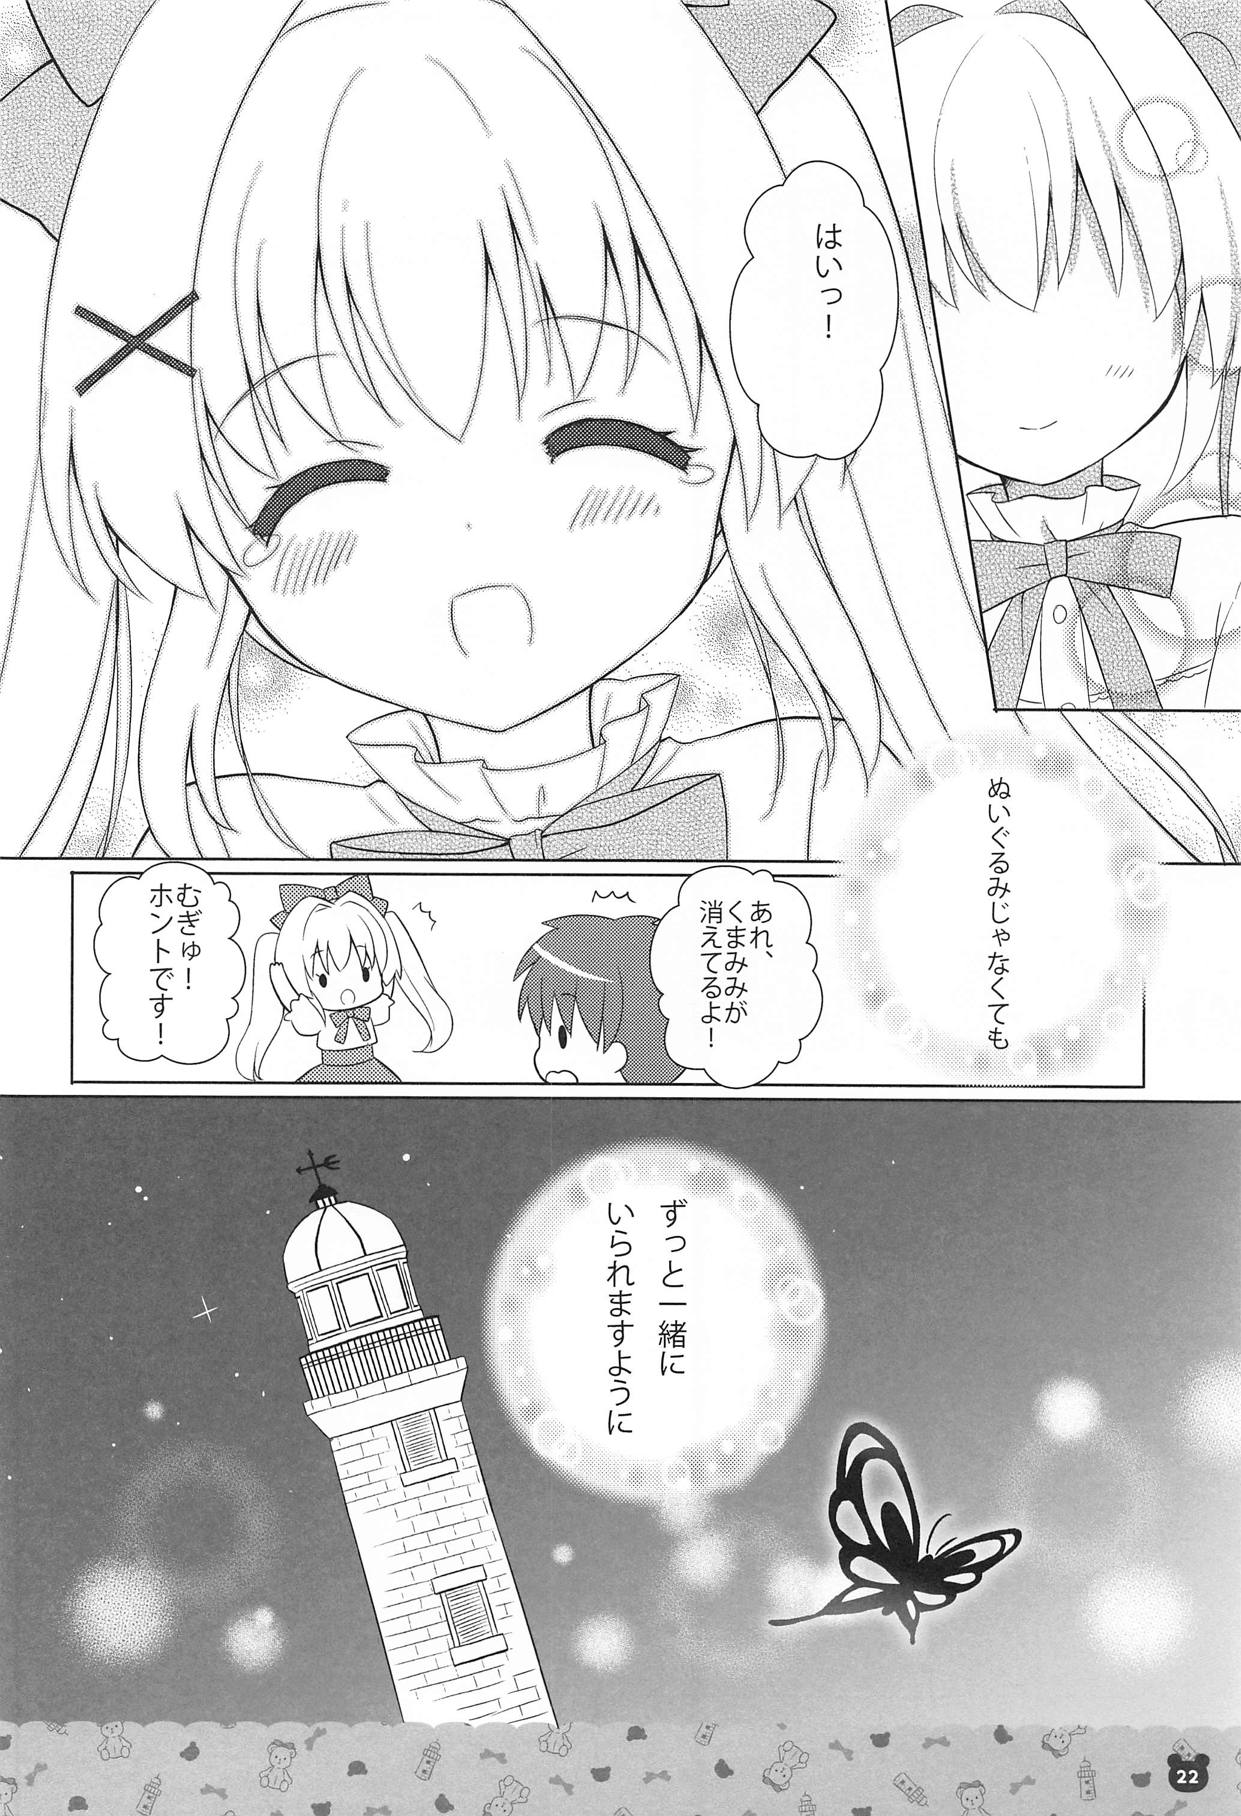 はいっ！
ぬいぐるみじゃなくても
あれ、
くまみみが
消えてるよ！
むぎゅ！
ホントです！
ずっと一緒に
いられますように
22